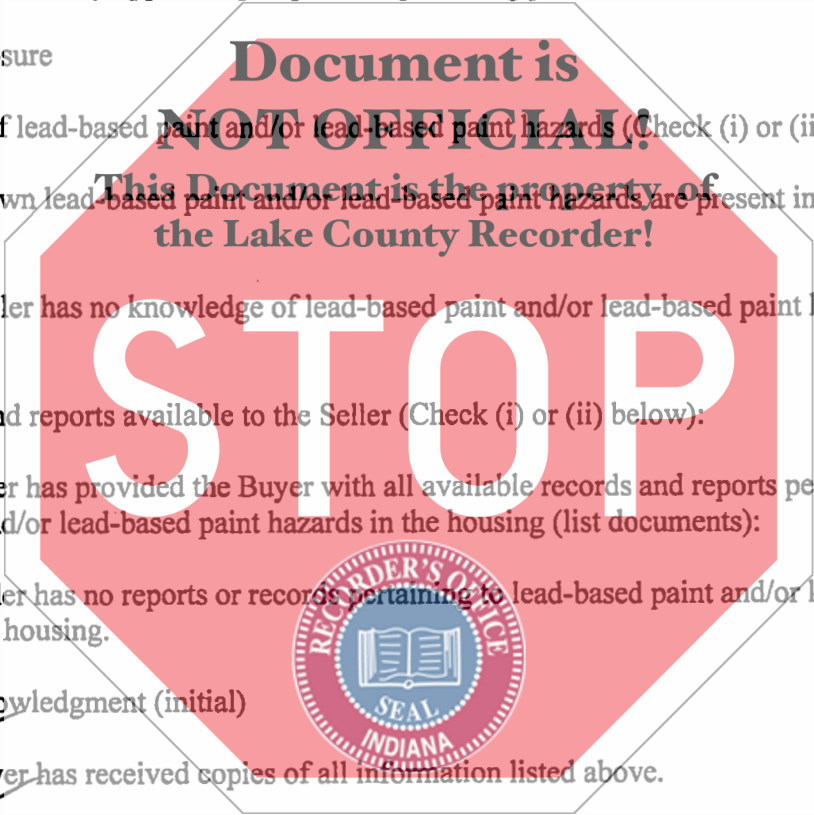 sure
Document is
NOT OFFICIAL!
f lead-based paint and/or lead-based paint hazards (Check (i) or (ii
This Document is the property of
wn lead-based paint and/or lead-based paint hazards are present in
the Lake County Recorder!
ler has no knowledge of lead-based paint and/or lead-based paint
STOP
d reports available to the Seller (Check (i) or (ii) below):
er has provided the Buyer with all available records and reports pe
d/or lead-based paint hazards in the housing (list documents):
er has no reports or records pertaining to lead-based paint and/or
housing.
RECORDER'S OFFICE
SEAL
INDIANA
owledgment (initial)
er has received copies of all information listed above.